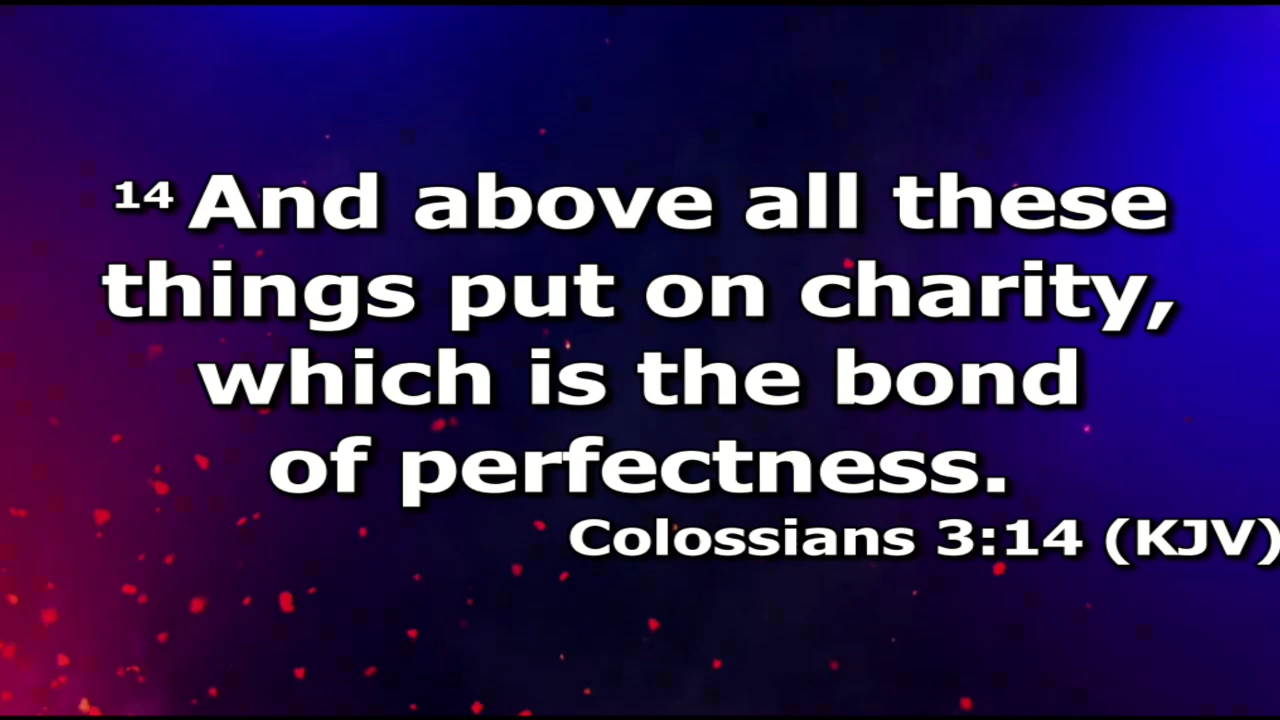 14 And above all these
things put on charity,
which is the bond
of perfectness.
Colossians 3:14 (KJV)